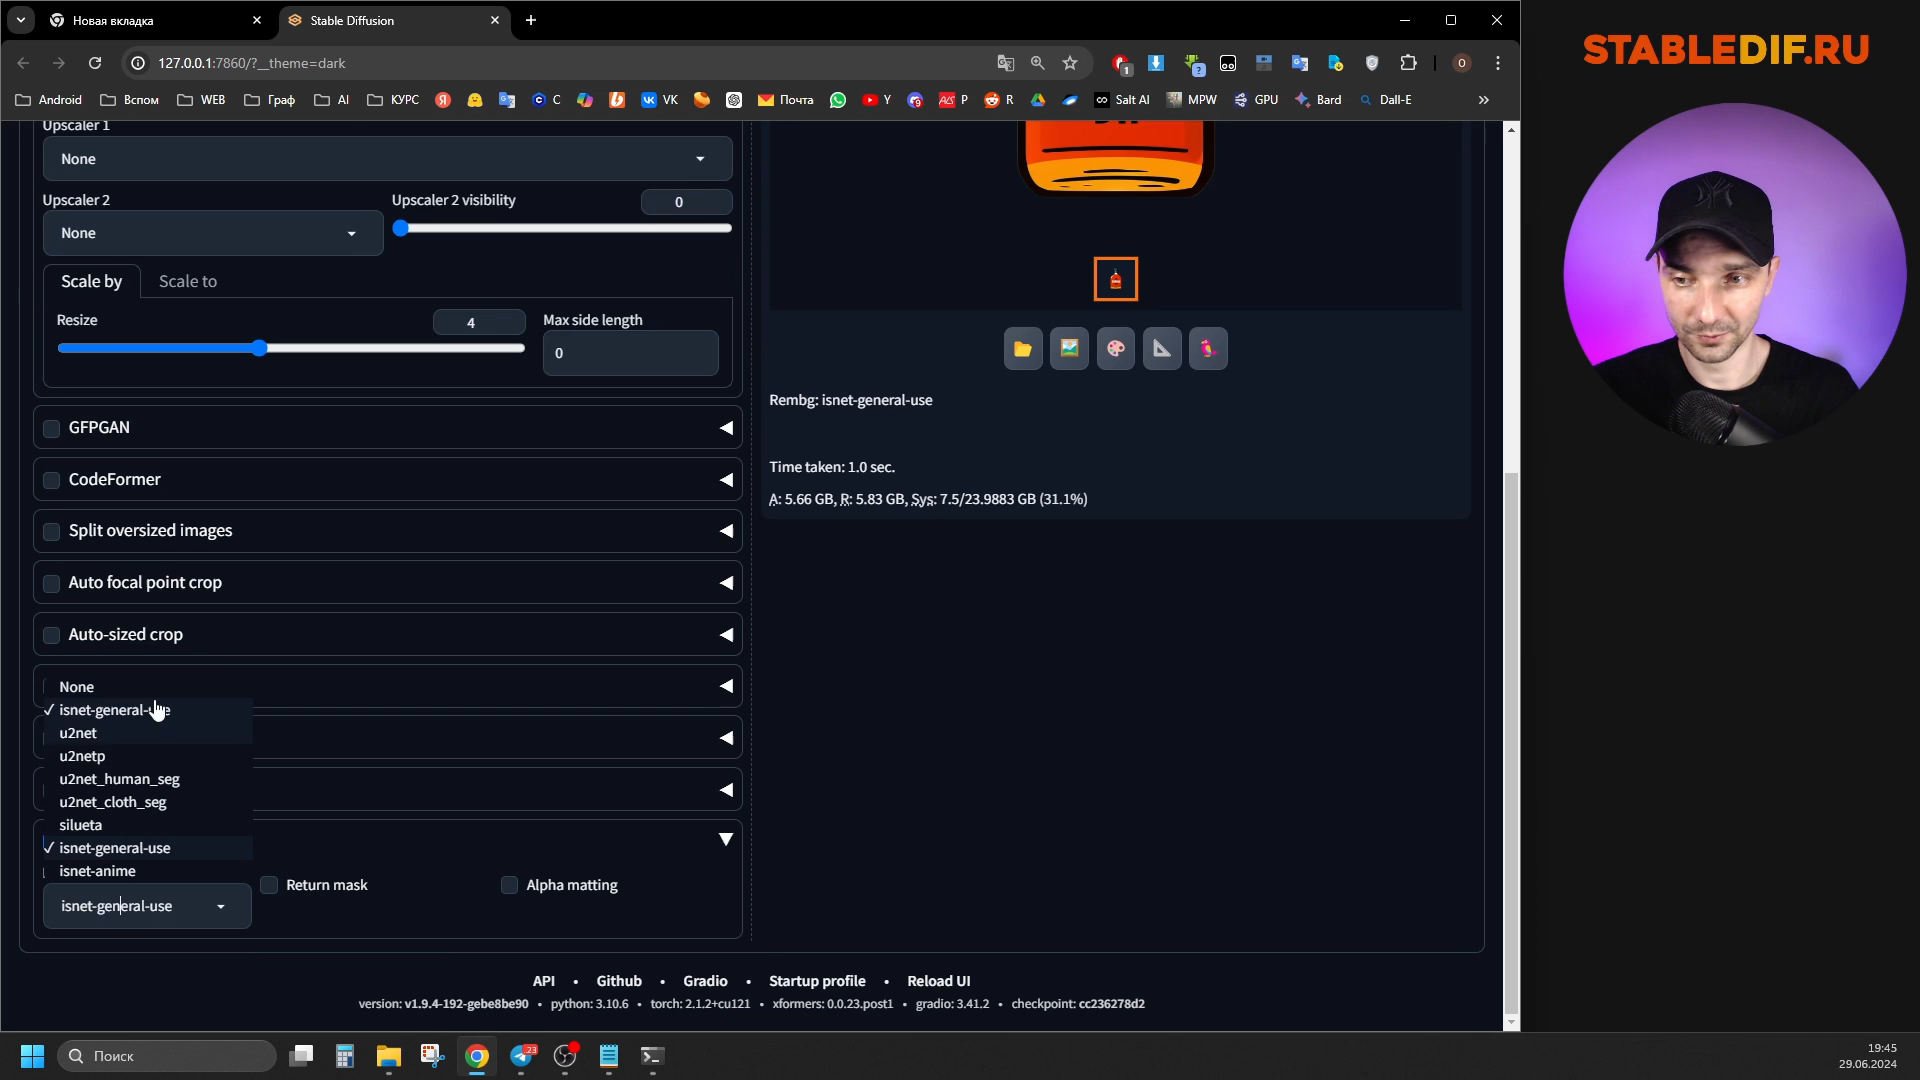 Новая вкладка
Stable Diffusion
127.0.0.1:7860/?__theme=dark
1
?
O
Android
Вспом
WEB
Граф
AI
КУРС
Я
C
VK
Почта
Y
9
P
R
Salt AI
MPW
GPU
Bard
Dall-E
STABLEDIF.RU
Upscaler 1
None
Upscaler 2
Upscaler 2 visibility
0
None
Scale by
Scale to
Resize
4
Max side length
0
GFPGAN
CodeFormer
Split oversized images
Auto focal point crop
Auto-sized crop
None
isnet-general-use
u2net
u2netp
u2net_human_seg
u2net_cloth_seg
silueta
isnet-general-use
isnet-anime
isnet-general-use
Return mask
Alpha matting
Rembg: isnet-general-use
Time taken: 1.0 sec.
A: 5.66 GB, R: 5.83 GB, Sys: 7.5/23.9883 GB (31.1%)
API • Github • Gradio • Startup profile • Reload UI
version: v1.9.4-192-gebe8be90 • python: 3.10.6 • torch: 2.1.2+cu121 • xformers: 0.0.23.post1 • gradio: 3.41.2 • checkpoint: cc236278d2
Поиск
23
19:45
29.06.2024